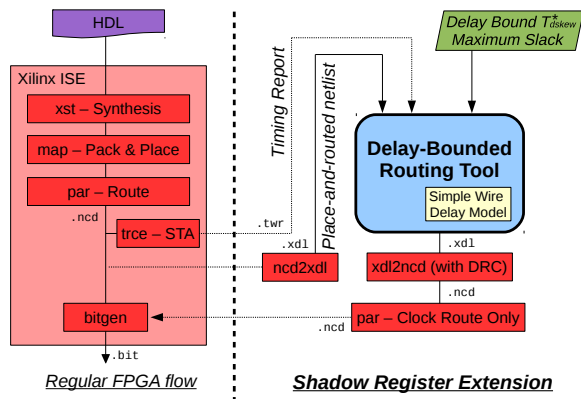 HDL
Xilinx ISE
xst – Synthesis
map – Pack & Place
par – Route
.ncd
trce – STA
.twr
bitgen
.bit
Regular FPGA flow
Timing Report
Place-and-routed netlist
.xdl
ncd2xdl
Delay Bound T*dskew
Maximum Slack
Delay-Bounded
Routing Tool
Simple Wire
Delay Model
.xdl
xdl2ncd (with DRC)
.ncd
par – Clock Route Only
.ncd
Shadow Register Extension